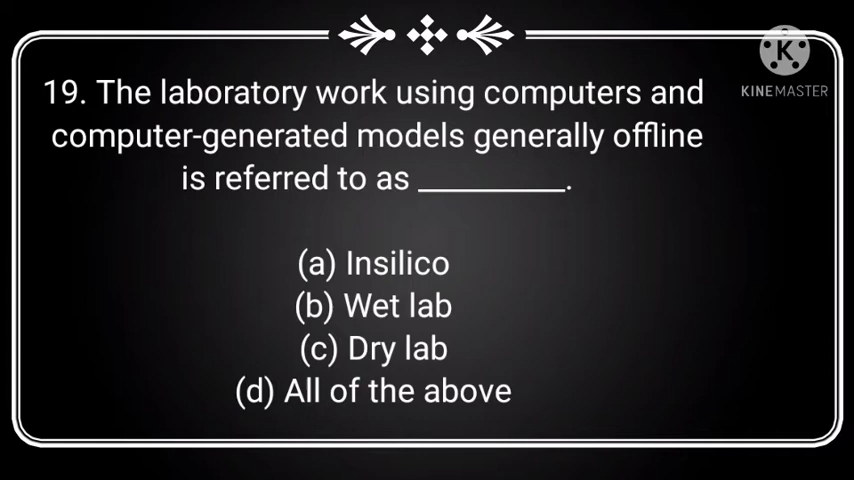 19. The laboratory work using computers and
computer-generated models generally offline
is referred to as _________.
(a) Insilico
(b) Wet lab
(c) Dry lab
(d) All of the above
K
KINEMASTER